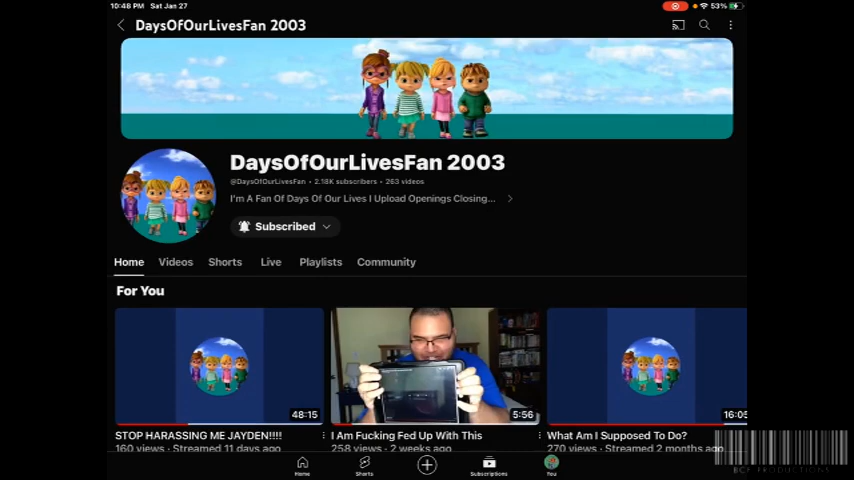 10:48 PM Sat Jan 27
53%
DaysOfOurLivesFan 2003
DaysOfOurLivesFan 2003
@DaysOfOurLivesFan • 2.18K subscribers • 263 videos
I'm A Fan Of Days Of Our Lives I Upload Openings Closing...
Subscribed
Home Videos Shorts Live Playlists Community
For You
48:15
5:56
16:05
STOP HARASSING ME JAYDEN!!!!
I Am Fucking Fed Up With This
What Am I Supposed To Do?
160 views • Streamed 11 days ago
258 views • 2 weeks ago
270 views • Streamed 2 months ago
Home Shorts Subscriptions You